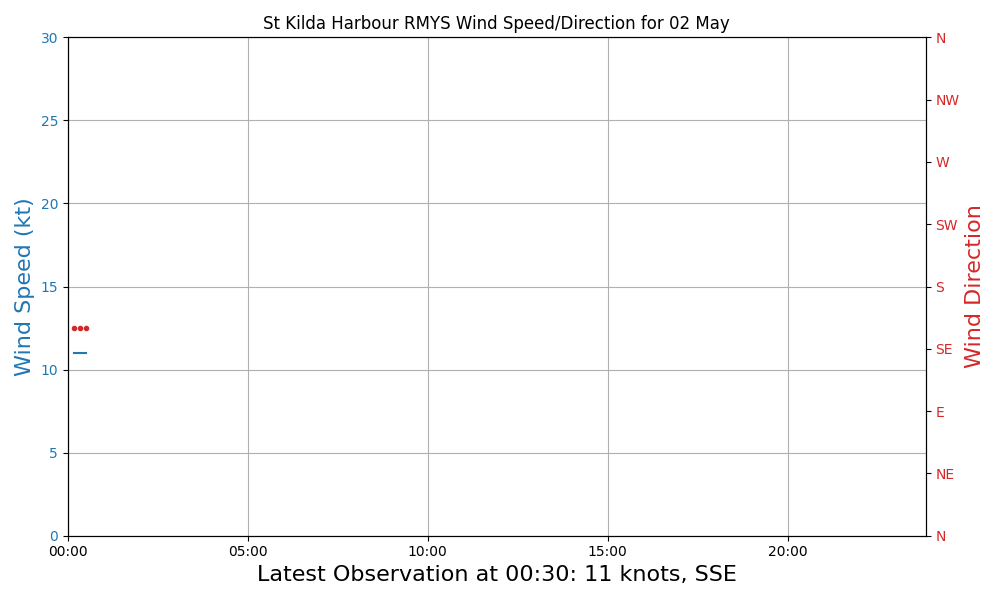 St Kilda Harbour RMYS Wind Speed/Direction for 02 May
30
25
20
15
10
5
0
Wind Speed (kt)
N
NW
W
SW
S
SE
E
NE
N
Wind Direction
00:00
05:00
10:00
15:00
20:00
Latest Observation at 00:30: 11 knots, SSE